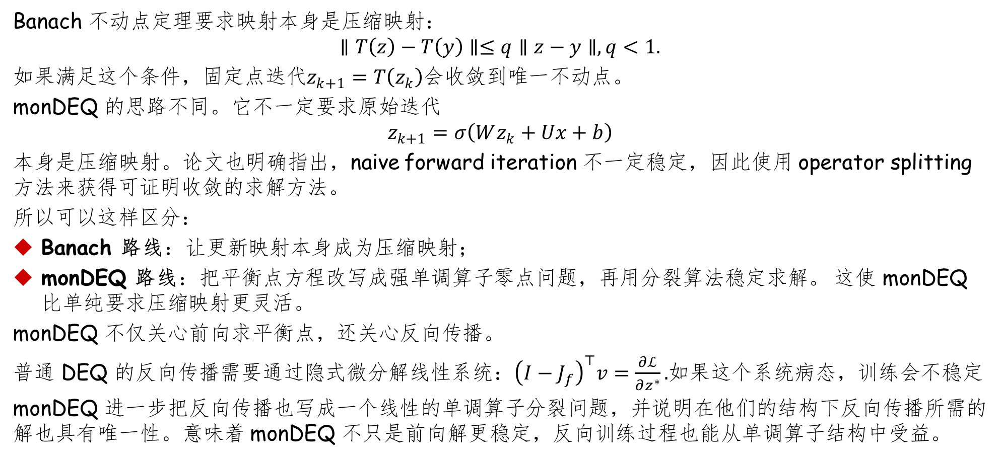 Banach 不动点定理要求映射本身是压缩映射：
∥ T(z) − T(y) ∥≤ q ∥ z − y ∥, q < 1.
如果满足这个条件，固定点迭代zₖ₊₁ = T(zₖ)会收敛到唯一不动点。
monDEQ 的思路不同。它不一定要求原始迭代
zₖ₊₁ = σ(Wzₖ + Ux + b)
本身是压缩映射。论文也明确指出，naive forward iteration 不一定稳定，因此使用 operator splitting
方法来获得可证明收敛的求解方法。
所以可以这样区分：
◆ Banach 路线：让更新映射本身成为压缩映射；
◆ monDEQ 路线：把平衡点方程改写成强单调算子零点问题，再用分裂算法稳定求解。 这使 monDEQ
比单纯要求压缩映射更灵活。
monDEQ 不仅关心前向求平衡点，还关心反向传播。
普通 DEQ 的反向传播需要通过隐式微分解线性系统：(I − J_f)^⊤ v = ∂ℒ/∂z*.如果这个系统病态，训练会不稳定
monDEQ 进一步把反向传播也写成一个线性的单调算子分裂问题，并说明在他们的结构下反向传播所需的
解也具有唯一性。意味着 monDEQ 不只是前向解更稳定，反向训练过程也能从单调算子结构中受益。